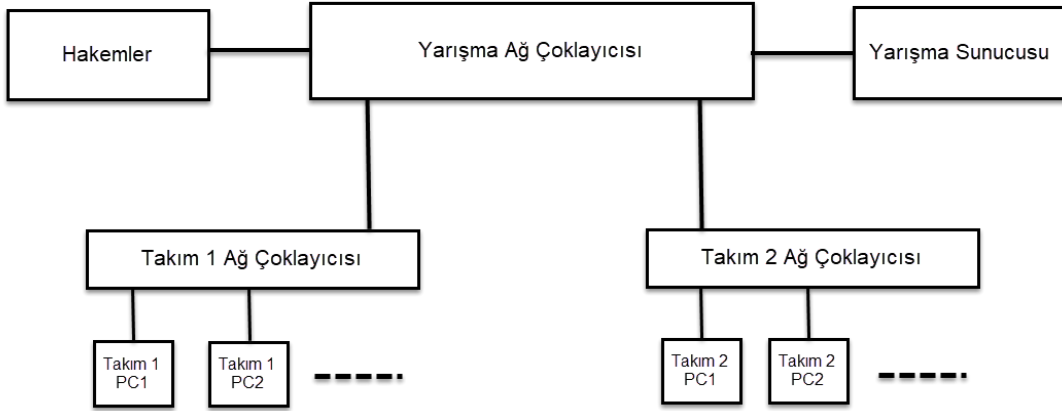 Hakemler
Yarışma Ağ Çoklayıcısı
Yarışma Sunucusu
Takım 1 Ağ Çoklayıcısı
Takım 2 Ağ Çoklayıcısı
Takım 1
PC1
Takım 1
PC2
Takım 2
PC1
Takım 2
PC2